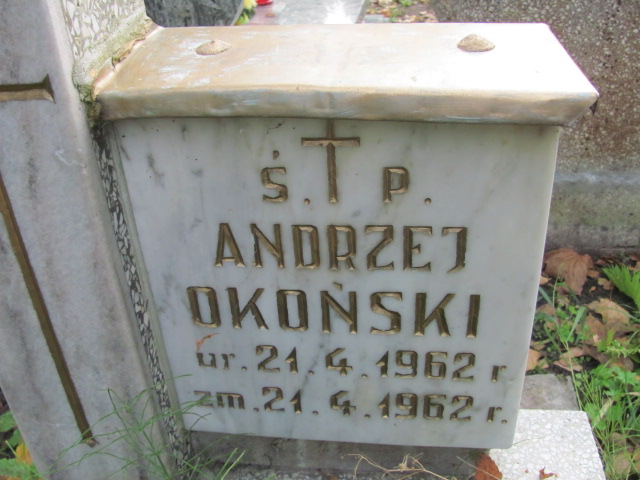 Ś. P.
ANDRZEJ
OKOŃSKI
ur. 21. 4. 1962 r
zm. 21. 4. 1962 r.